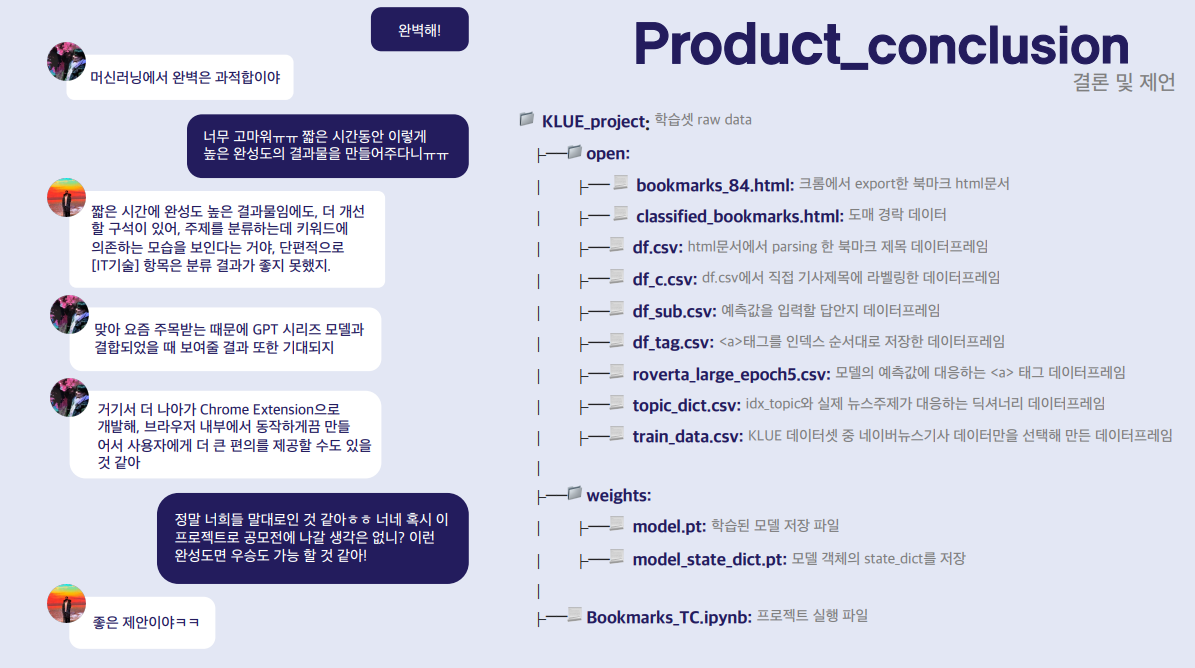 완벽해!
머신러닝에서 완벽은 과적합이야
너무 고마워ㅠㅠ 짧은 시간동안 이렇게
높은 완성도의 결과물을 만들어주다니ㅠㅠ
짧은 시간에 완성도 높은 결과물임에도, 더 개선
할 구석이 있어, 주제를 분류하는데 키워드에
의존하는 모습을 보인다는 거야, 단편적으로
[IT기술] 항목은 분류 결과가 좋지 못했지.
맞아 요즘 주목받는 때문에 GPT 시리즈 모델과
결합되었을 때 보여줄 결과 또한 기대되지
거기서 더 나아가 Chrome Extension으로
개발해, 브라우저 내부에서 동작하게끔 만들
어서 사용자에게 더 큰 편의를 제공할 수도 있을
것 같아
정말 너희들 말대로인 것 같아ㅎㅎ 너네 혹시 이
프로젝트로 공모전에 나갈 생각은 없니? 이런
완성도면 우승도 가능 할 것 같아!
좋은 제안이야ㅋㅋ
Product_conclusion
결론 및 제언
KLUE_project: 학습셋 raw data
├──open:
| ├── bookmarks_84.html: 크롬에서 export한 북마크 html문서
| ├── classified_bookmarks.html: 도매 경락 데이터
| ├── df.csv: html문서에서 parsing 한 북마크 제목 데이터프레임
| ├── df_c.csv: df.csv에서 직접 기사제목에 라벨링한 데이터프레임
| ├── df_sub.csv: 예측값을 입력할 답안지 데이터프레임
| ├── df_tag.csv: <a>태그를 인덱스 순서대로 저장한 데이터프레임
| ├── roverta_large_epoch5.csv: 모델의 예측값에 대응하는 <a> 태그 데이터프레임
| ├── topic_dict.csv: idx_topic와 실제 뉴스주제가 대응하는 딕셔너리 데이터프레임
| ├── train_data.csv: KLUE 데이터셋 중 네이버뉴스기사 데이터만을 선택해 만든 데이터프레임
|
├──weights:
| ├── model.pt: 학습된 모델 저장 파일
| ├── model_state_dict.pt: 모델 객체의 state_dict를 저장
|
├──Bookmarks_TC.ipynb: 프로젝트 실행 파일